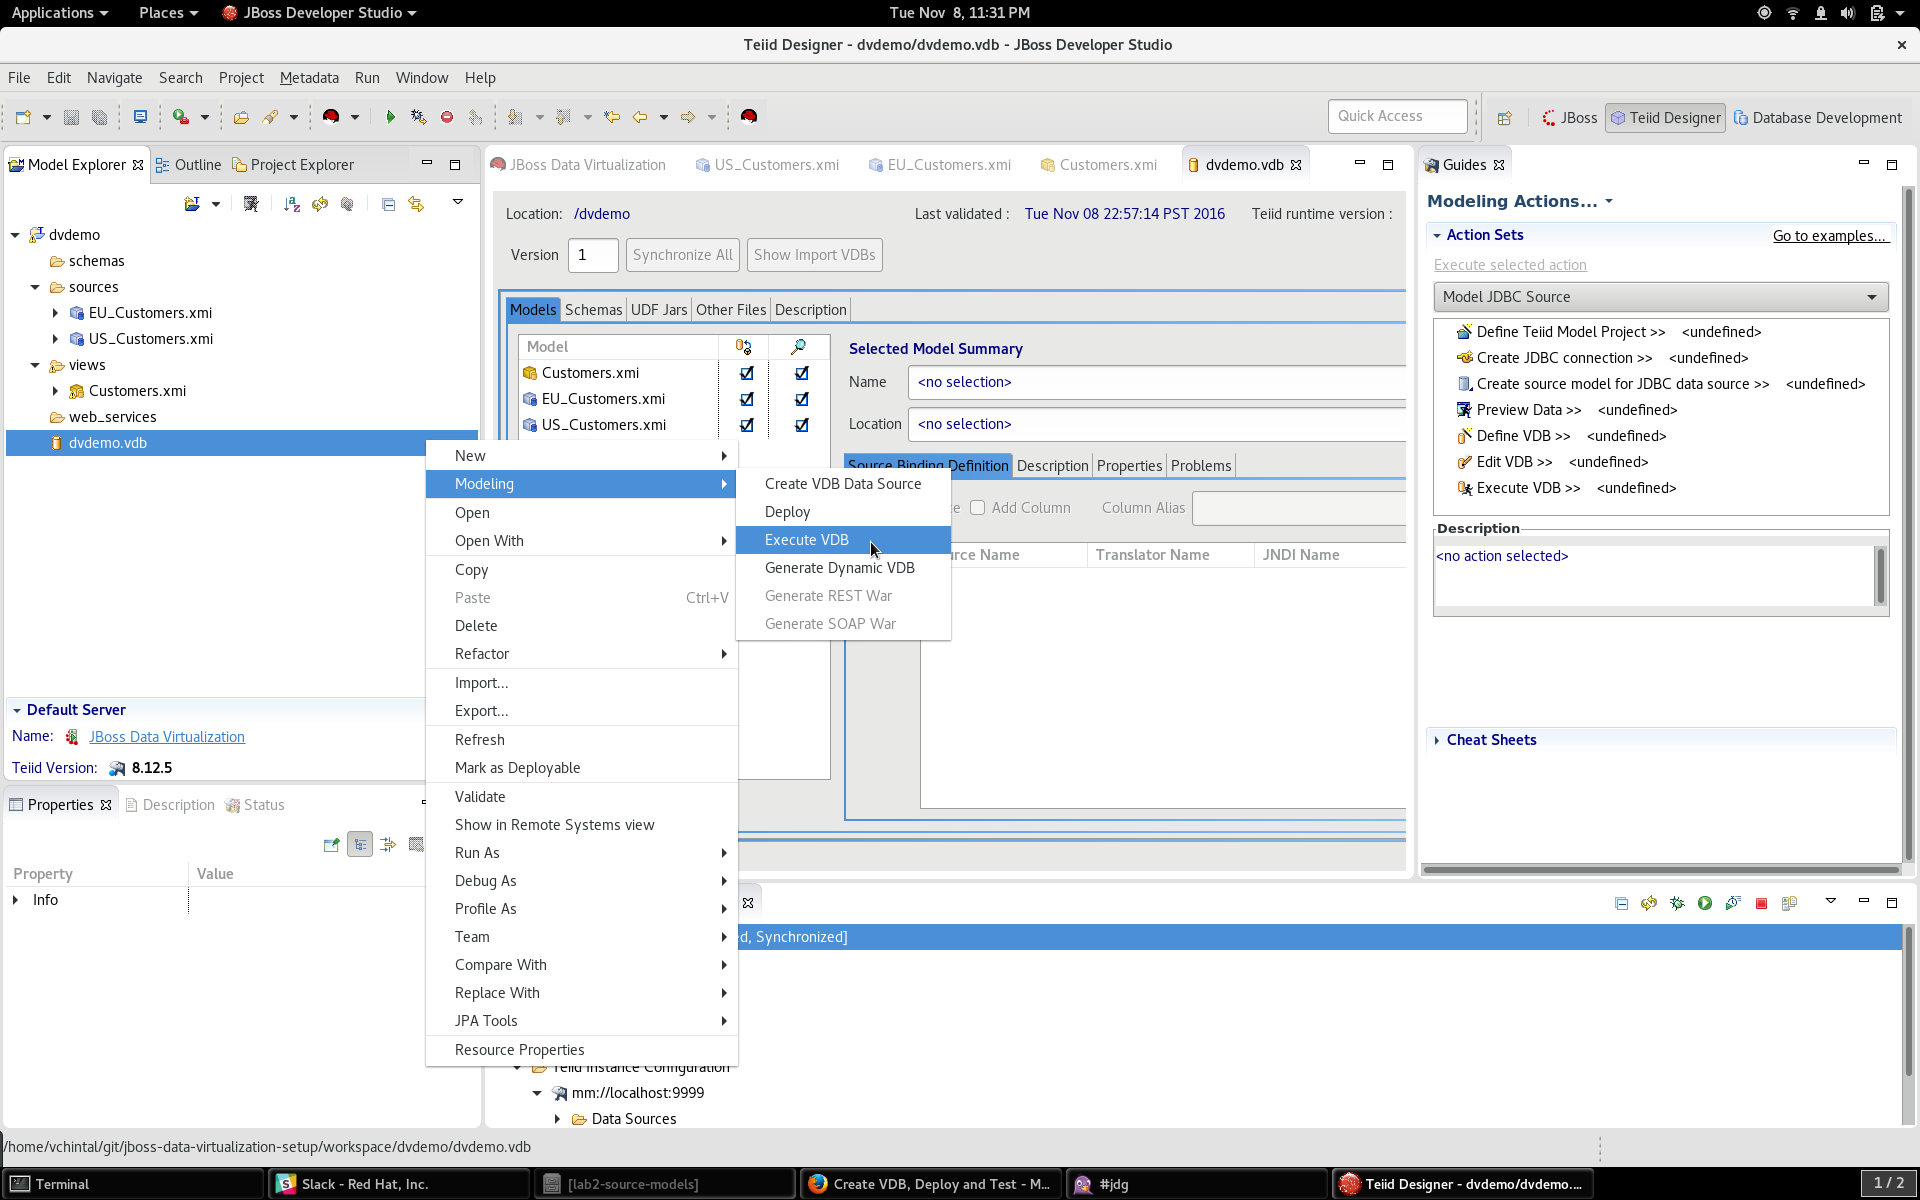 Applications Places JBoss Developer Studio Tue Nov 8, 11:31 PM
Teiid Designer - dvdemo/dvdemo.vdb - JBoss Developer Studio
File Edit Navigate Search Project Metadata Run Window Help
Quick Access JBoss Teiid Designer Database Development
Model Explorer Outline Project Explorer
dvdemo
schemas
sources
EU_Customers.xmi
US_Customers.xmi
views
Customers.xmi
web_services
dvdemo.vdb
Default Server
Name: JBoss Data Virtualization
Teiid Version: 8.12.5
Properties Description Status
Property Value
Info
JBoss Data Virtualization US_Customers.xmi EU_Customers.xmi Customers.xmi dvdemo.vdb
Location: /dvdemo Last validated : Tue Nov 08 22:57:14 PST 2016 Teiid runtime version :
Version 1 Synchronize All Show Import VDBs
Models Schemas UDF Jars Other Files Description
Model
Customers.xmi
EU_Customers.xmi
US_Customers.xmi
Selected Model Summary
Name <no selection>
Location <no selection>
Source Binding Definition Description Properties Problems
Add Column Column Alias
Name Translator Name JNDI Name
New
Modeling
Open
Open With
Copy
Paste Ctrl+V
Delete
Refactor
Import...
Export...
Refresh
Mark as Deployable
Validate
Show in Remote Systems view
Run As
Debug As
Profile As
Team
Compare With
Replace With
JPA Tools
Resource Properties
Create VDB Data Source
Deploy
Execute VDB
Generate Dynamic VDB
Generate REST War
Generate SOAP War
Guides
Modeling Actions...
Action Sets Go to examples...
Execute selected action
Model JDBC Source
Define Teiid Model Project >> <undefined>
Create JDBC connection >> <undefined>
Create source model for JDBC data source >> <undefined>
Preview Data >> <undefined>
Define VDB >> <undefined>
Edit VDB >> <undefined>
Execute VDB >> <undefined>
Description
<no action selected>
Cheat Sheets
Synchronized]
Teiid Instance Configuration
mm://localhost:9999
Data Sources
/home/vchintal/git/jboss-data-virtualization-setup/workspace/dvdemo/dvdemo.vdb
Terminal Slack - Red Hat, Inc. [lab2-source-models] Create VDB, Deploy and Test - M... #jdg Teiid Designer - dvdemo/dvdemo.... 1 / 2